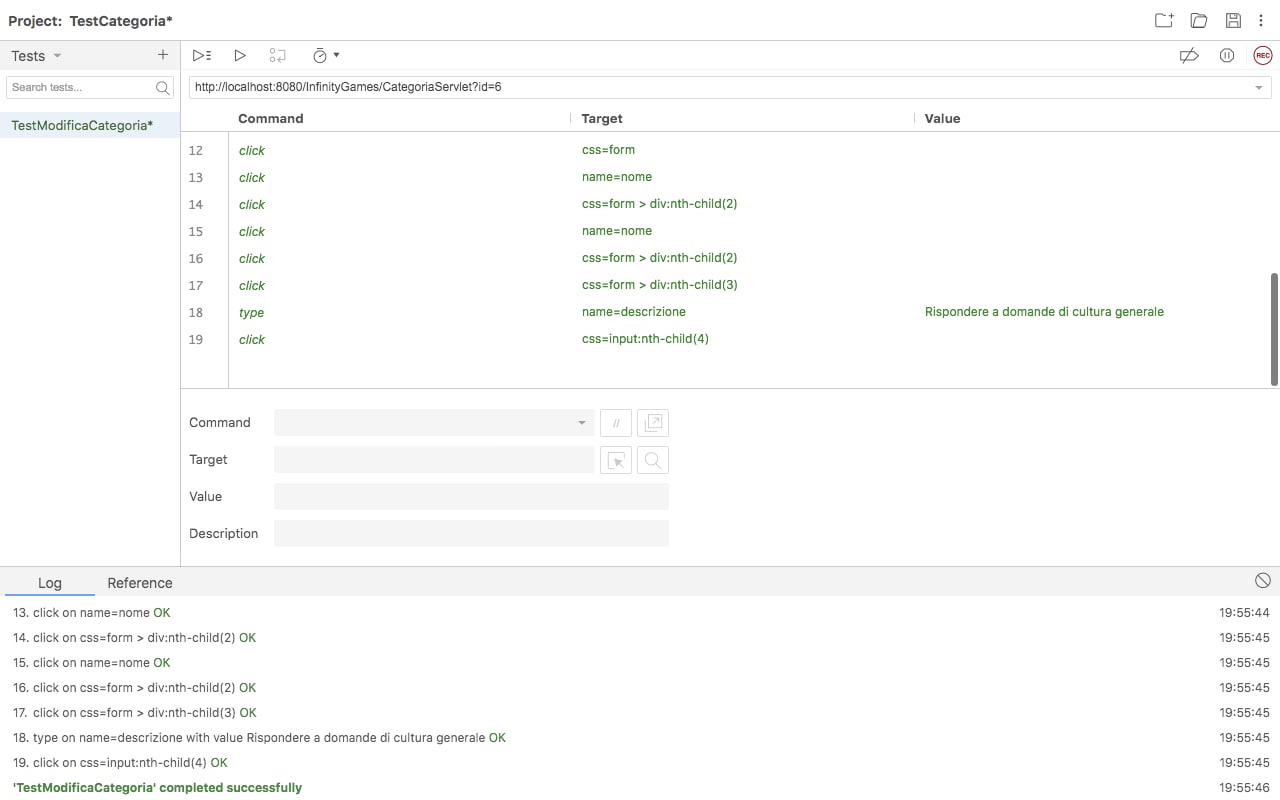 Project: TestCategoria*
Tests
Search tests...
TestModificaCategoria*
REC
http://localhost:8080/InfinityGames/CategoriaServlet?id=6
Command Target Value
12 click css=form
13 click name=nome
14 click css=form > div:nth-child(2)
15 click name=nome
16 click css=form > div:nth-child(2)
17 click css=form > div:nth-child(3)
18 type name=descrizione Rispondere a domande di cultura generale
19 click css=input:nth-child(4)
Command //
Target
Value
Description
Log Reference
13. click on name=nome OK 19:55:44
14. click on css=form > div:nth-child(2) OK 19:55:45
15. click on name=nome OK 19:55:45
16. click on css=form > div:nth-child(2) OK 19:55:45
17. click on css=form > div:nth-child(3) OK 19:55:45
18. type on name=descrizione with value Rispondere a domande di cultura generale OK 19:55:45
19. click on css=input:nth-child(4) OK 19:55:45
'TestModificaCategoria' completed successfully 19:55:46